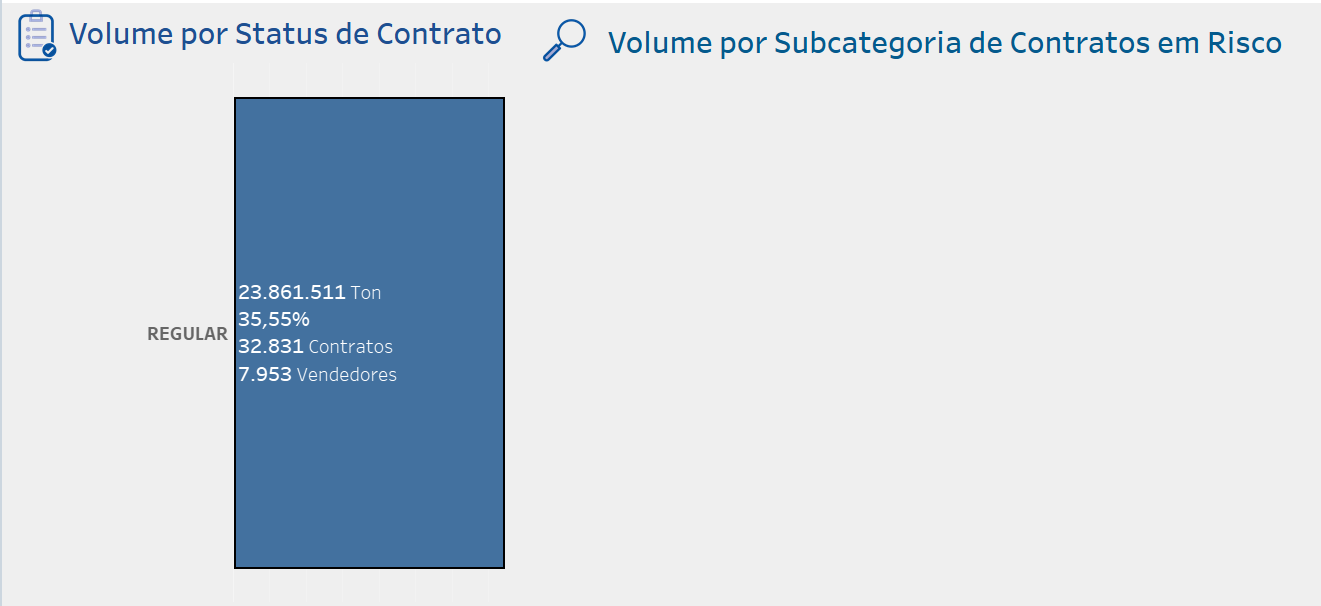 Volume por Status de Contrato
Volume por Subcategoria de Contratos em Risco
REGULAR
23.861.511 Ton
35,55%
32.831 Contratos
7.953 Vendedores